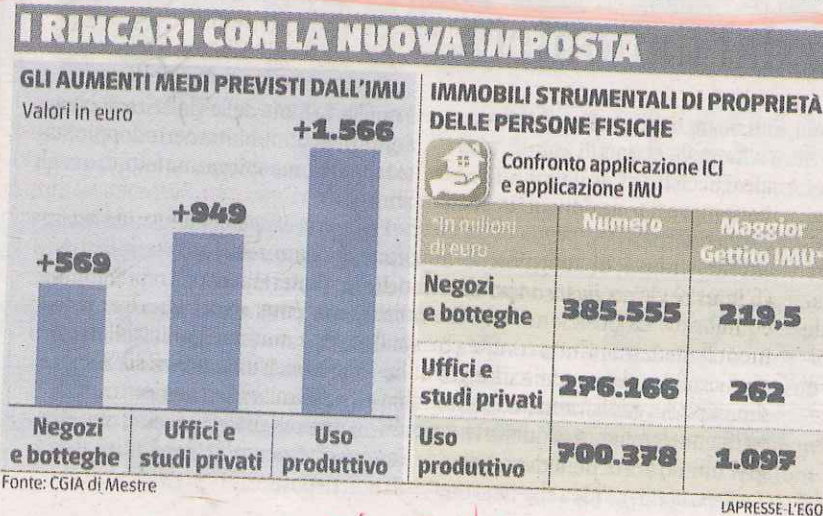 I RINCARI CON LA NUOVA IMPOSTA
GLI AUMENTI MEDI PREVISTI DALL'IMU
Valori in euro
+569
+949
+1.566
Negozi
e botteghe
Uffici e
studi privati
Uso
produttivo
Fonte: CGIA di Mestre
IMMOBILI STRUMENTALI DI PROPRIETÀ
DELLE PERSONE FISICHE
Confronto applicazione ICI
e applicazione IMU
*In milioni
di euro
Numero
Maggior
Gettito IMU*
Negozi
e botteghe
385.555
219,5
Uffici e
studi privati
276.166
262
Uso
produttivo
700.378
1.097
LAPRESSE-L'EGO